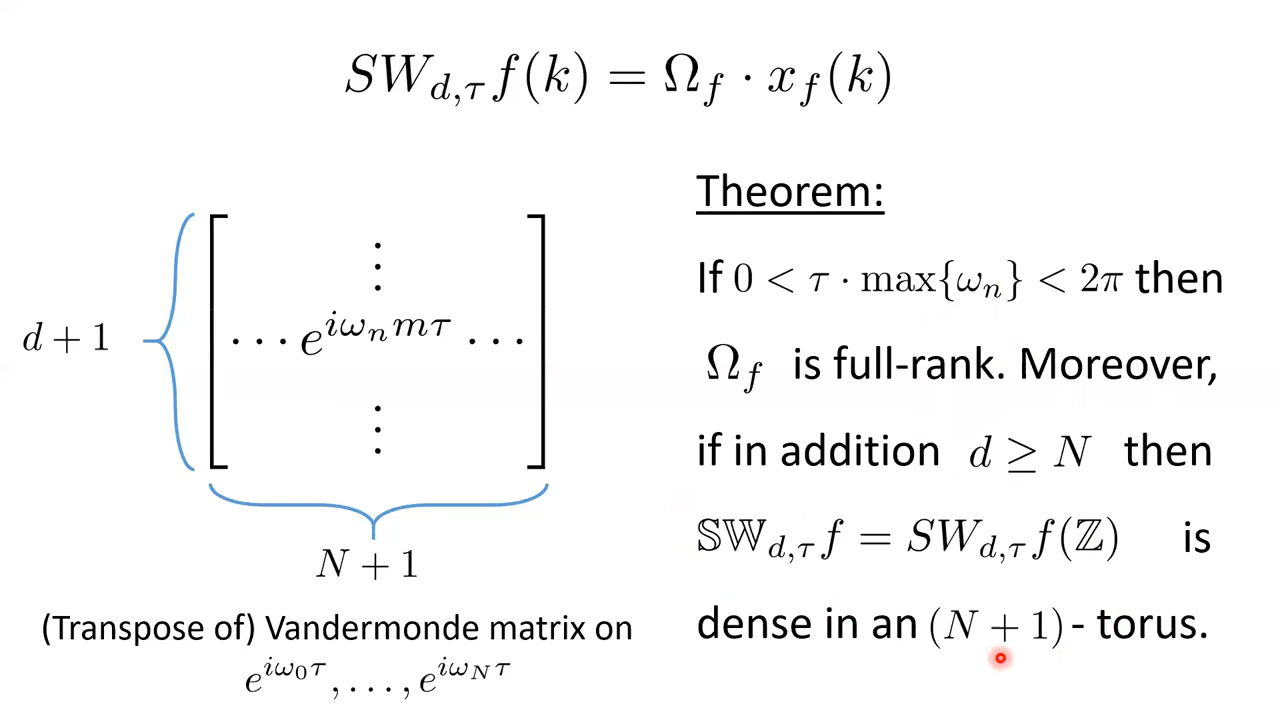 SW_{d,τ} f(k) = Ω_f · x_f(k)
d + 1
⋮
⋯ e^{iω_n mτ} ⋯
⋮
N + 1
(Transpose of) Vandermonde matrix on
e^{iω_0τ}, …, e^{iω_Nτ}
Theorem:
If 0 < τ · max{ω_n} < 2π then
Ω_f is full-rank. Moreover,
if in addition d ≥ N then
𝕊𝕎_{d,τ} f = SW_{d,τ} f(ℤ) is
dense in an (N + 1) - torus.